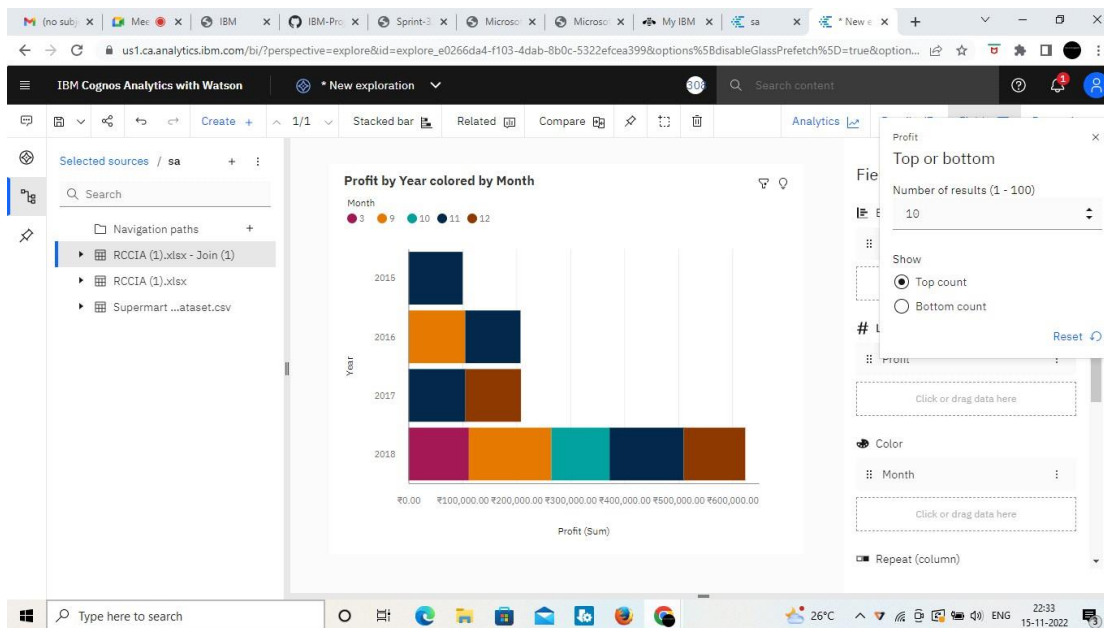 (no subj
Mee
IBM
IBM-Pro
Sprint-3
Microso
Microso
My IBM
sa
* New e
us1.ca.analytics.ibm.com/bi/?perspective=explore&id=explore_e0266da4-f103-4dab-8b0c-5322efcea399&options%5BdisableGlassPrefetch%5D=true&option...
IBM Cognos Analytics with Watson
* New exploration
308
Search content
1
1/1
Create +
Stacked bar
Related
Compare
Analytics
Selected sources / sa
Search
Navigation paths
RCCIA (1).xlsx - Join (1)
RCCIA (1).xlsx
Supermart ...ataset.csv
Profit by Year colored by Month
Month
3 9 10 11 12
2015
2016
2017
2018
Year
₹0.00 ₹100,000.00 ₹200,000.00 ₹300,000.00 ₹400,000.00 ₹500,000.00 ₹600,000.00
Profit (Sum)
Profit
Top or bottom
Number of results (1 - 100)
10
Show
Top count
Bottom count
Reset
Fie
Profit
Click or drag data here
Color
Month
Click or drag data here
Repeat (column)
Type here to search
26°C
ENG
22:33
15-11-2022
3